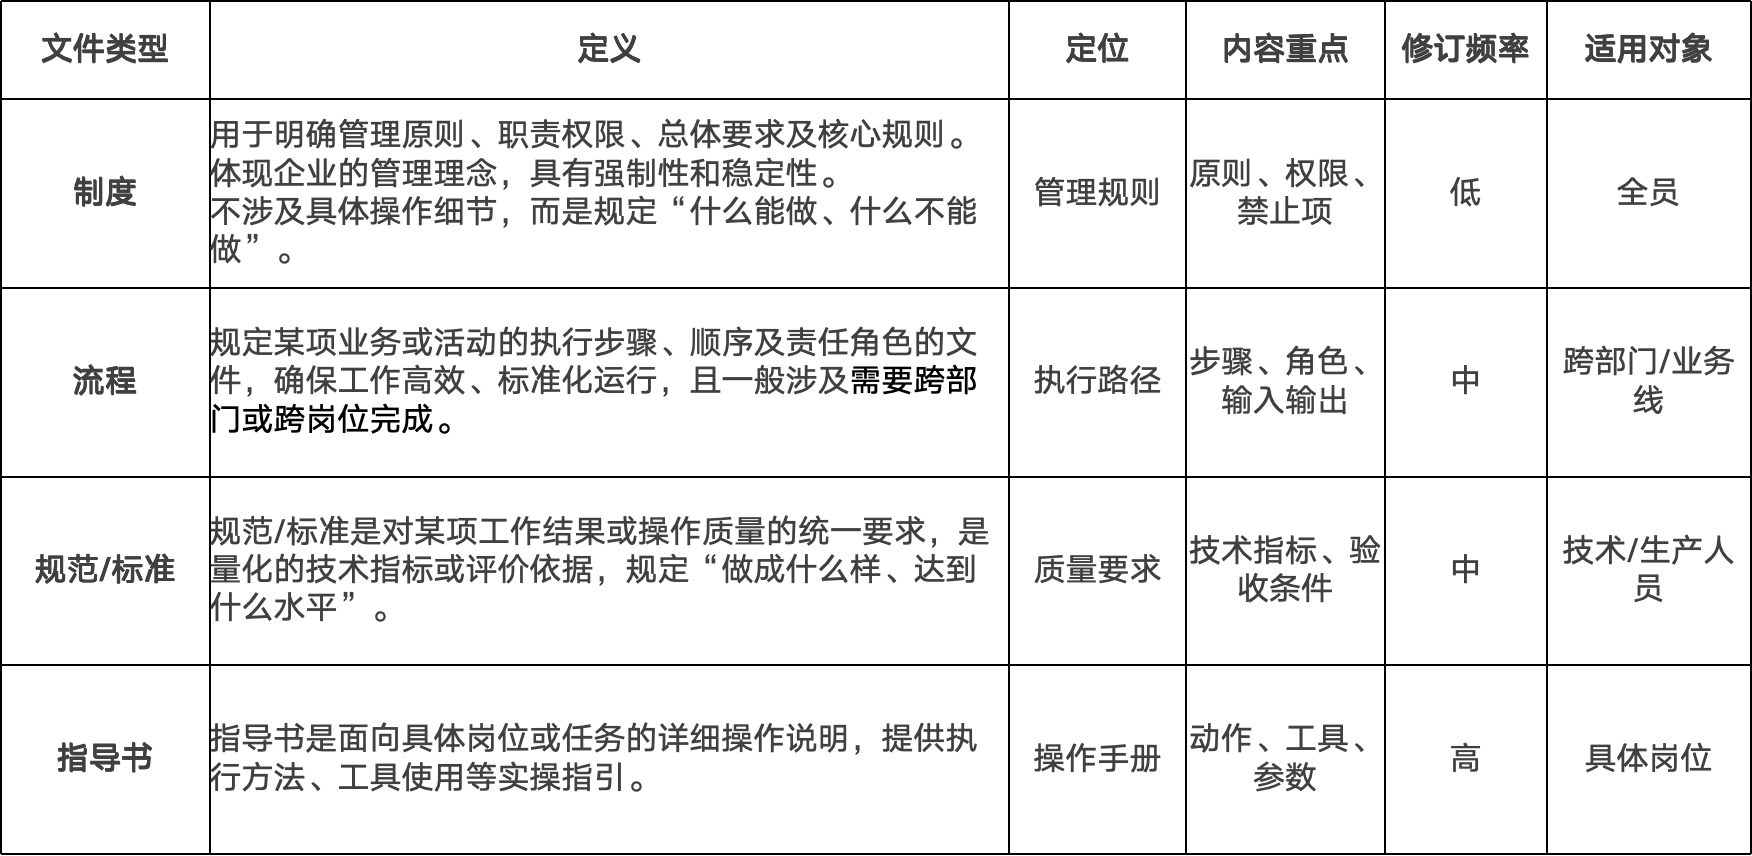 文件类型
定义
定位
内容重点
修订频率
适用对象
制度
用于明确管理原则、职责权限、总体要求及核心规则。
体现企业的管理理念，具有强制性和稳定性。
不涉及具体操作细节，而是规定“什么能做、什么不能
做”。
管理规则
原则、权限、
禁止项
低
全员
流程
规定某项业务或活动的执行步骤、顺序及责任角色的文
件，确保工作高效、标准化运行，且一般涉及需要跨部
门或跨岗位完成。
执行路径
步骤、角色、
输入输出
中
跨部门/业务
线
规范/标准
规范/标准是对某项工作结果或操作质量的统一要求，是
量化的技术指标或评价依据，规定“做成什么样、达到
什么水平”。
质量要求
技术指标、验
收条件
中
技术/生产人
员
指导书
指导书是面向具体岗位或任务的详细操作说明，提供执
行方法、工具使用等实操指引。
操作手册
动作、工具、
参数
高
具体岗位